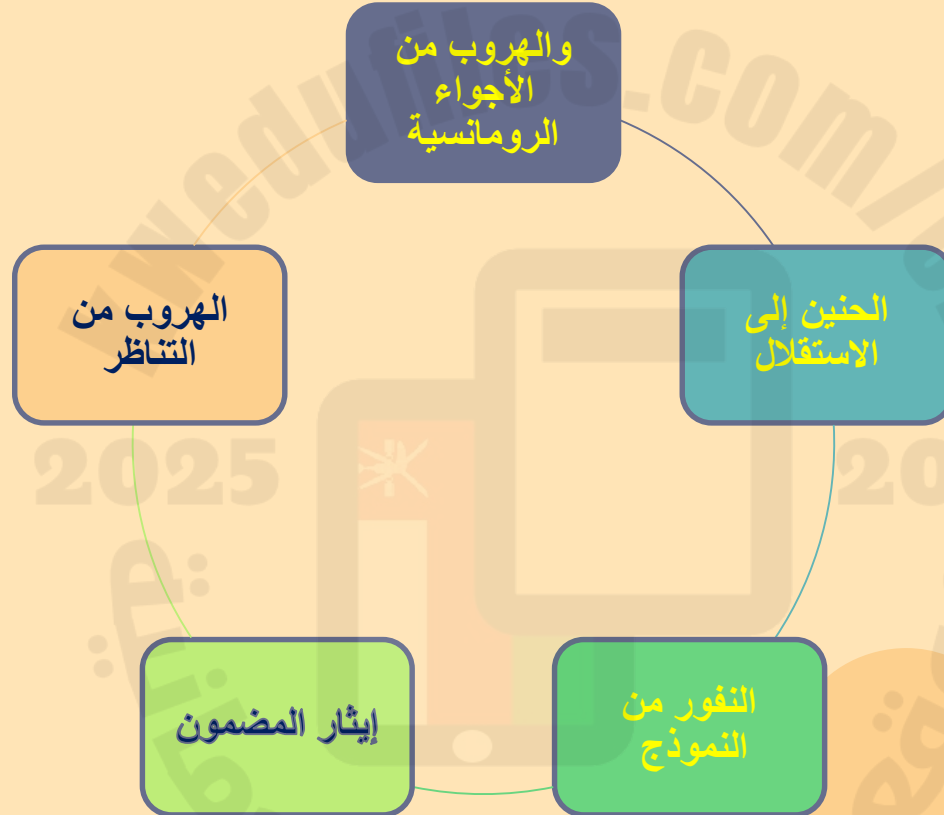 والهروب من
الأجواء
الرومانسية
الحنين إلى
الاستقلال
النفور من
النموذج
إيثار المضمون
الهروب من
التناظر
2025